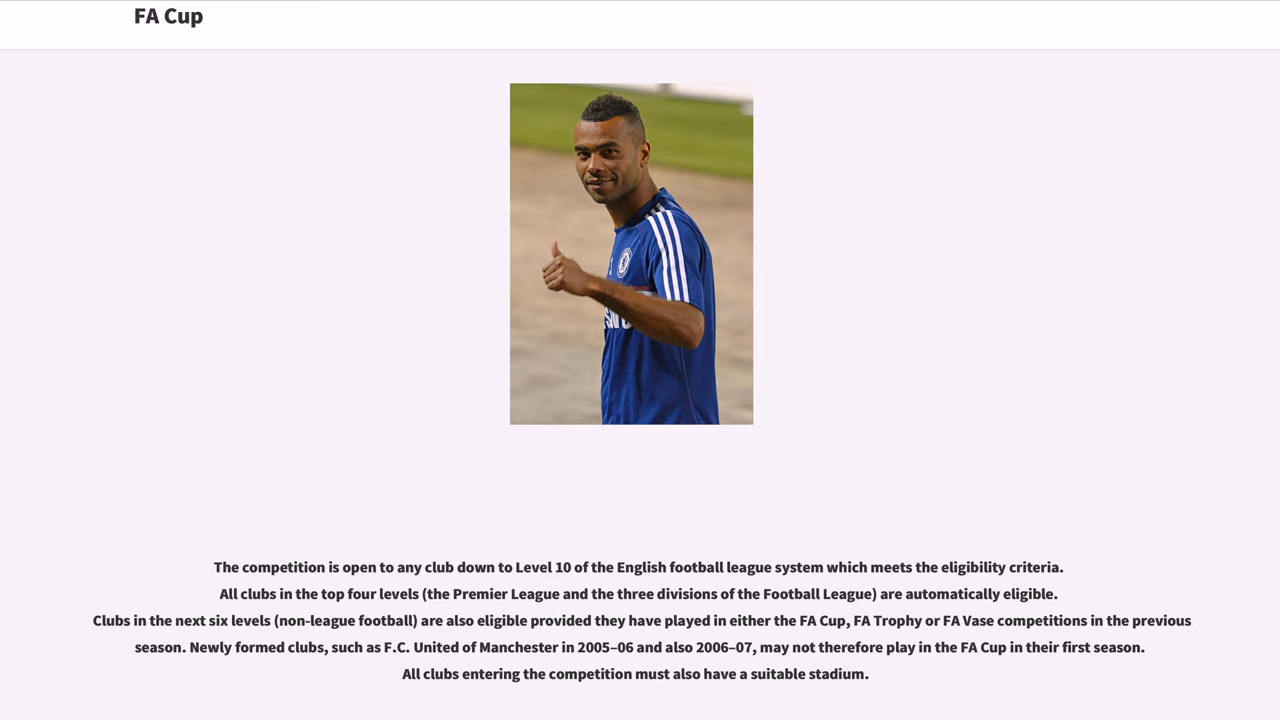 FA Cup
The competition is open to any club down to Level 10 of the English football league system which meets the eligibility criteria.
All clubs in the top four levels (the Premier League and the three divisions of the Football League) are automatically eligible.
Clubs in the next six levels (non-league football) are also eligible provided they have played in either the FA Cup, FA Trophy or FA Vase competitions in the previous
season. Newly formed clubs, such as F.C. United of Manchester in 2005–06 and also 2006–07, may not therefore play in the FA Cup in their first season.
All clubs entering the competition must also have a suitable stadium.